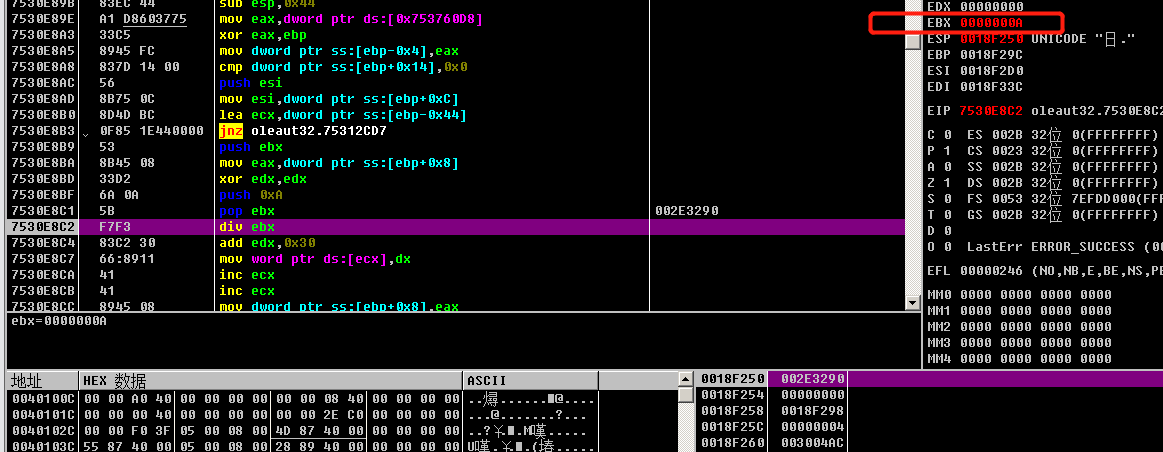 7530E89B 83EC 44 sub esp,0x44
7530E89E A1 D8603775 mov eax,dword ptr ds:[0x753760D8]
7530E8A3 33C5 xor eax,ebp
7530E8A5 8945 FC mov dword ptr ss:[ebp-0x4],eax
7530E8A8 837D 14 00 cmp dword ptr ss:[ebp+0x14],0x0
7530E8AC 56 push esi
7530E8AD 8B75 0C mov esi,dword ptr ss:[ebp+0xC]
7530E8B0 8D4D BC lea ecx,dword ptr ss:[ebp-0x44]
7530E8B3 0F85 1E440000 jnz oleaut32.75312CD7
7530E8B9 53 push ebx
7530E8BA 8B45 08 mov eax,dword ptr ss:[ebp+0x8]
7530E8BD 33D2 xor edx,edx
7530E8BF 6A 0A push 0xA
7530E8C1 5B pop ebx 002E3290
7530E8C2 F7F3 div ebx
7530E8C4 83C2 30 add edx,0x30
7530E8C7 66:8911 mov word ptr ds:[ecx],dx
7530E8CA 41 inc ecx
7530E8CB 41 inc ecx
7530E8CC 8945 08 mov dword ptr ss:[ebp+0x8],eax
EDX 00000000
EBX 0000000A
ESP 0018F250 UNICODE "日."
EBP 0018F29C
ESI 0018F2D0
EDI 0018F33C
EIP 7530E8C2 oleaut32.7530E8C2
C 0 ES 002B 32位 0(FFFFFFFF)
P 1 CS 0023 32位 0(FFFFFFFF)
A 0 SS 002B 32位 0(FFFFFFFF)
Z 1 DS 002B 32位 0(FFFFFFFF)
S 0 FS 0053 32位 7EFDD000(FFF
T 0 GS 002B 32位 0(FFFFFFFF)
D 0
O 0 LastErr ERROR_SUCCESS (00
EFL 00000246 (NO,NB,E,BE,NS,PE
MM0 0000 0000 0000 0000
MM1 0000 0000 0000 0000
MM2 0000 0000 0000 0000
MM3 0000 0000 0000 0000
MM4 0000 0000 0000 0000
ebx=0000000A
地址 HEX 数据 ASCII
0040100C 00 00 A0 40 00 00 00 00 00 00 08 40 00 00 00 00
0040101C 00 00 00 40 00 00 00 00 00 00 2E C0 00 00 00 00
0040102C 00 00 F0 3F 05 00 08 00 4D 87 40 00 00 00 00 00
0040103C 55 87 40 00 05 00 08 00 28 89 40 00 00 00 00 00
0018F250 002E3290
0018F254 00000000
0018F258 0018F298
0018F25C 00000004
0018F260 003004AC